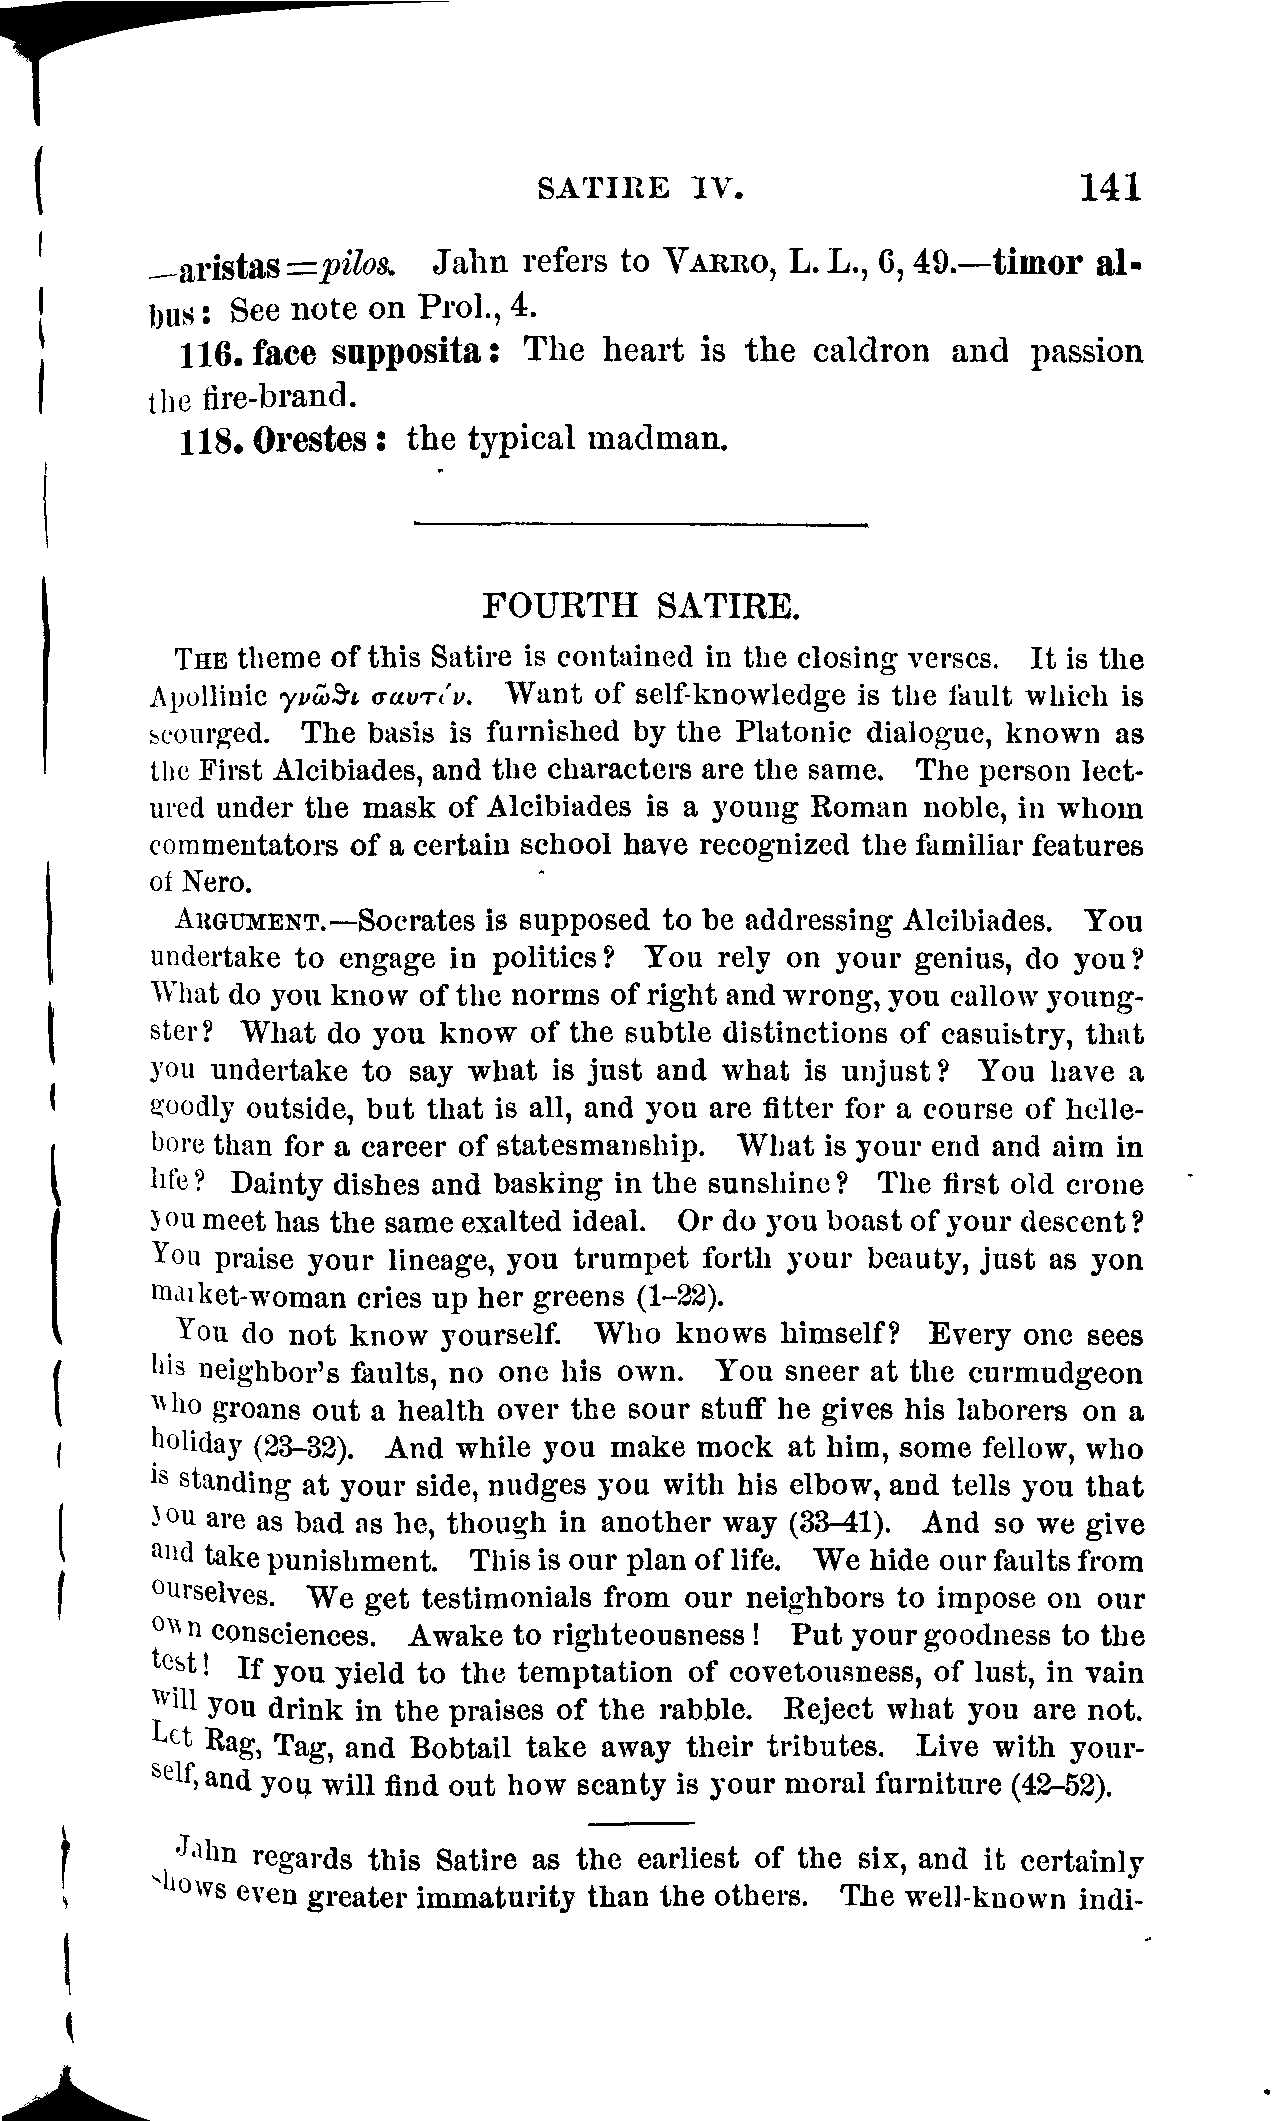 SATIRE IV. 141
—aristas=pilos. Jahn refers to VARRO, L. L., 6, 49.—timor al-
bus: See note on Prol., 4.
116. face supposita: The heart is the caldron and passion
the fire-brand.
118. Orestes: the typical madman.
FOURTH SATIRE.
THE theme of this Satire is contained in the closing verses. It is the
Apollinic γνῶϑι σαυτόν. Want of self-knowledge is the fault which is
scourged. The basis is furnished by the Platonic dialogue, known as
the First Alcibiades, and the characters are the same. The person lect-
ured under the mask of Alcibiades is a young Roman noble, in whom
commentators of a certain school have recognized the familiar features
of Nero.
ARGUMENT.—Socrates is supposed to be addressing Alcibiades. You
undertake to engage in politics? You rely on your genius, do you?
What do you know of the norms of right and wrong, you callow young-
ster? What do you know of the subtle distinctions of casuistry, that
you undertake to say what is just and what is unjust? You have a
goodly outside, but that is all, and you are fitter for a course of helle-
bore than for a career of statesmanship. What is your end and aim in
life? Dainty dishes and basking in the sunshine? The first old crone
you meet has the same exalted ideal. Or do you boast of your descent?
You praise your lineage, you trumpet forth your beauty, just as yon
market-woman cries up her greens (1–22).
You do not know yourself. Who knows himself? Every one sees
his neighbor's faults, no one his own. You sneer at the curmudgeon
who groans out a health over the sour stuff he gives his laborers on a
holiday (23–32). And while you make mock at him, some fellow, who
is standing at your side, nudges you with his elbow, and tells you that
you are as bad as he, though in another way (33–41). And so we give
and take punishment. This is our plan of life. We hide our faults from
ourselves. We get testimonials from our neighbors to impose on our
own consciences. Awake to righteousness! Put your goodness to the
test! If you yield to the temptation of covetousness, of lust, in vain
will you drink in the praises of the rabble. Reject what you are not.
Let Rag, Tag, and Bobtail take away their tributes. Live with your-
self, and you will find out how scanty is your moral furniture (42–52).
Jahn regards this Satire as the earliest of the six, and it certainly
shows even greater immaturity than the others. The well-known indi-